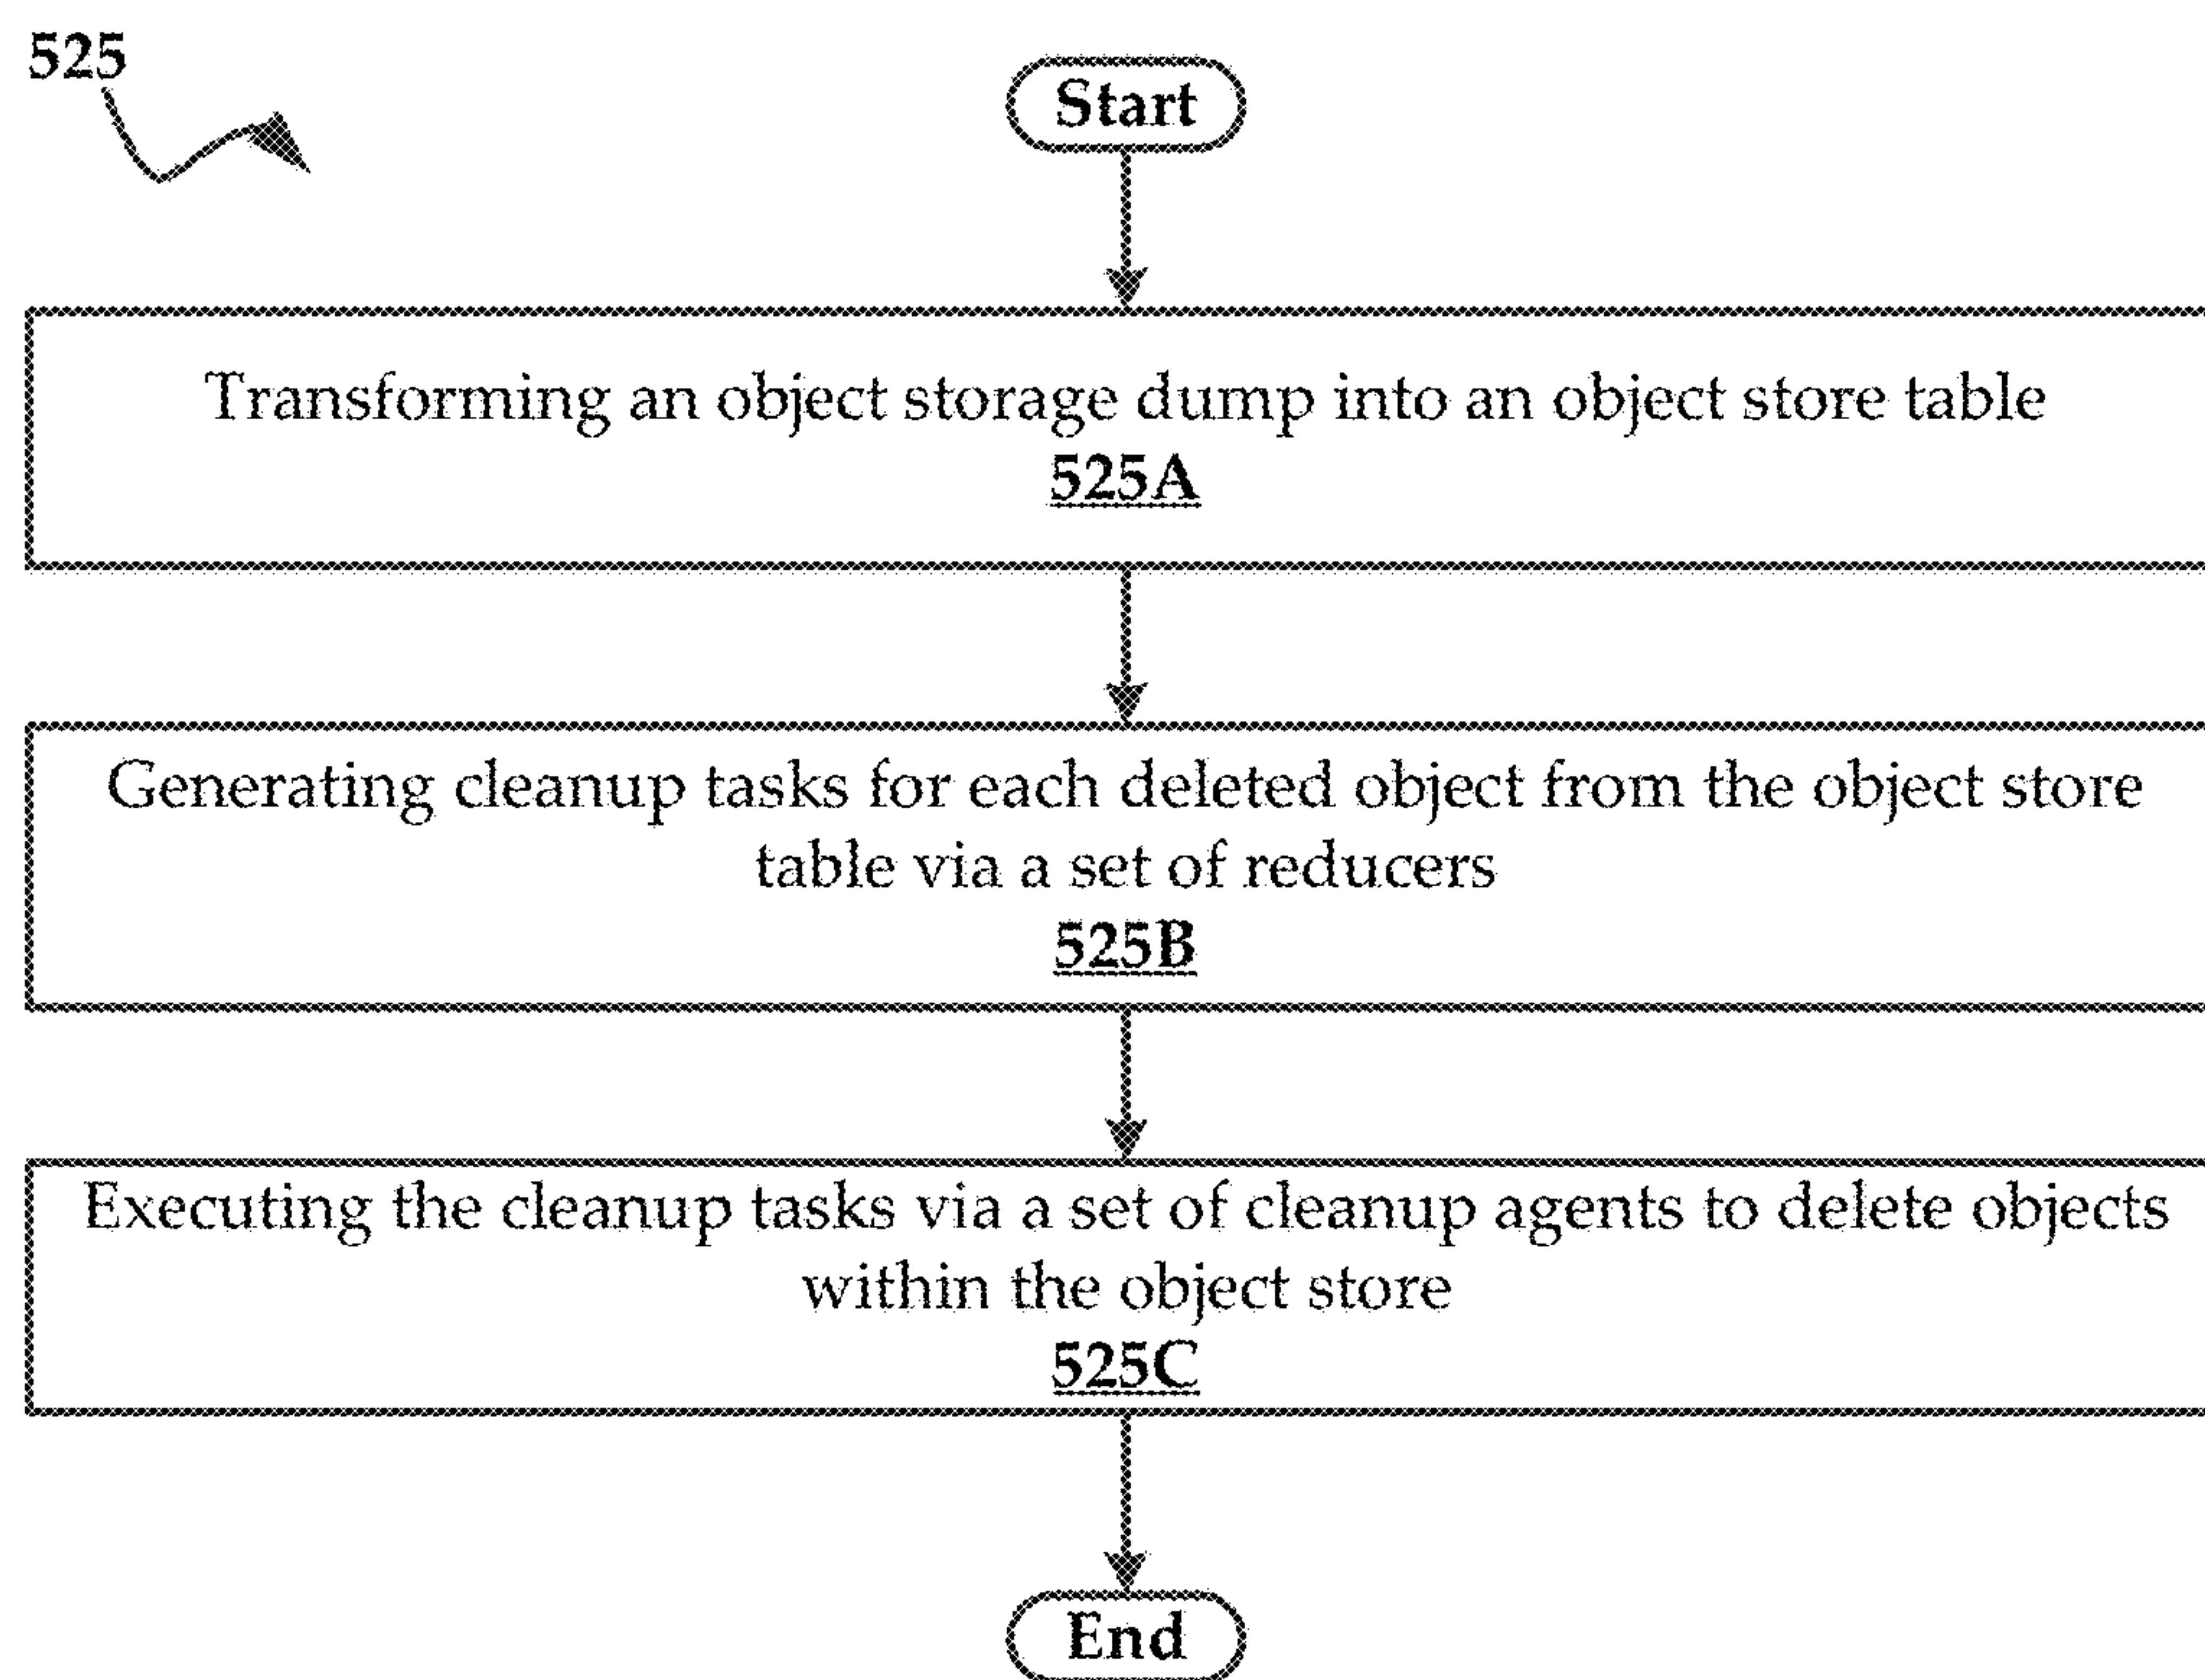 525
Start
Transforming an object storage dump into an object store table
525A
Generating cleanup tasks for each deleted object from the object store
table via a set of reducers
525B
Executing the cleanup tasks via a set of cleanup agents to delete objects
within the object store
525C
End